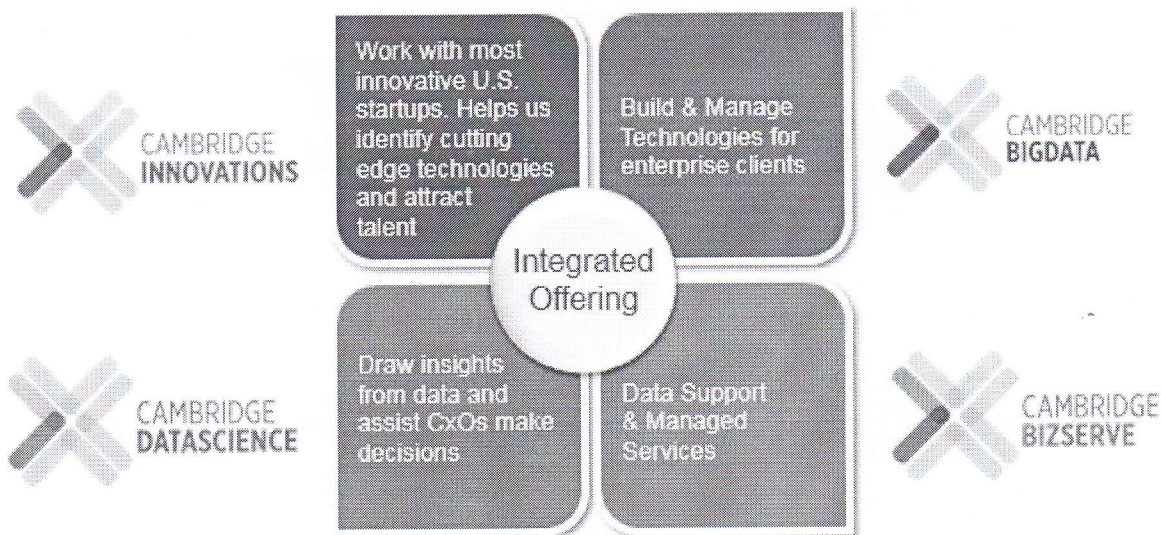 CAMBRIDGE
INNOVATIONS
Work with most
innovative U.S.
startups. Helps us
identify cutting
edge technologies
and attract
talent
Build & Manage
Technologies for
enterprise clients
CAMBRIDGE
BIGDATA
Integrated
Offering
CAMBRIDGE
DATASCIENCE
Draw insights
from data and
assist CxOs make
decisions
Data Support
& Managed
Services
CAMBRIDGE
BIZSERVE